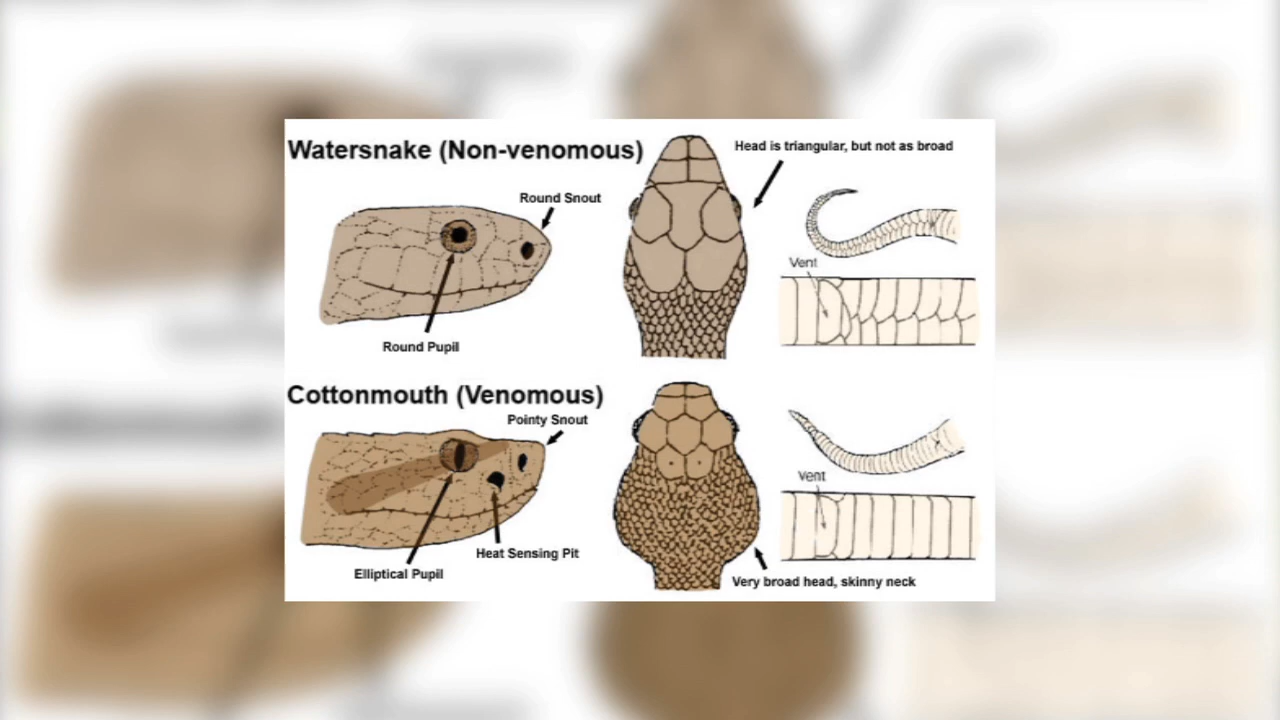 Watersnake (Non-venomous)
Head is triangular, but not as broad
Round Snout
Vent
Round Pupil
Cottonmouth (Venomous)
Pointy Snout
Vent
Heat Sensing Pit
Elliptical Pupil
Very broad head, skinny neck